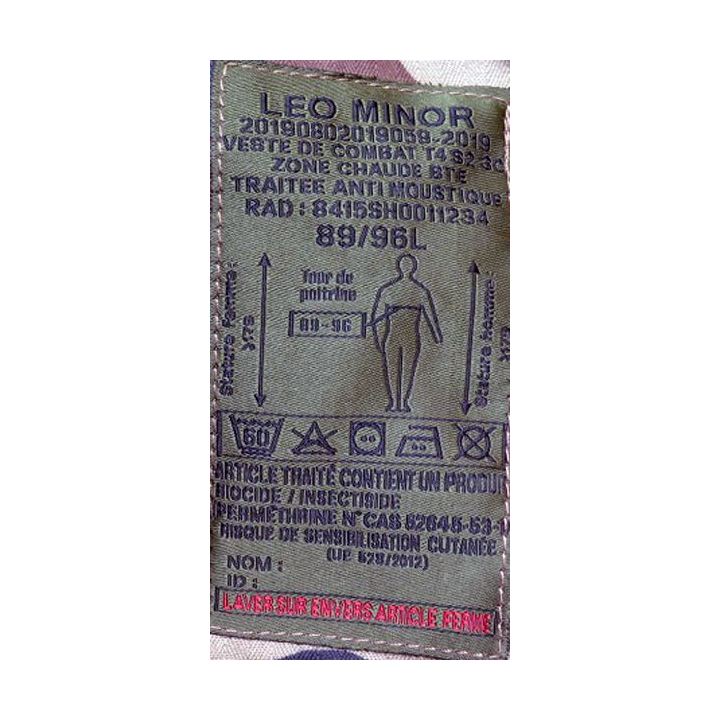 LEO MINOR
20190802019059-2019
VESTE DE COMBAT T4 S2 3C
ZONE CHAUDE BTE
TRAITEE ANTI MOUSTIQUE
RAD : 8415SH0011234
89/96L
Tour de
poitrine
89-96
Stature femme :
Stature homme :
60
ARTICLE TRAITÉ CONTIENT UN PRODUI
BIOCIDE / INSECTISIDE
PERMÉTHRINE N° CAS 52645-53-1
RISQUE DE SENSIBILISATION CUTANÉE
(UE 528/2012)
NOM :
ID :
LAVER SUR ENVERS ARTICLE FERME